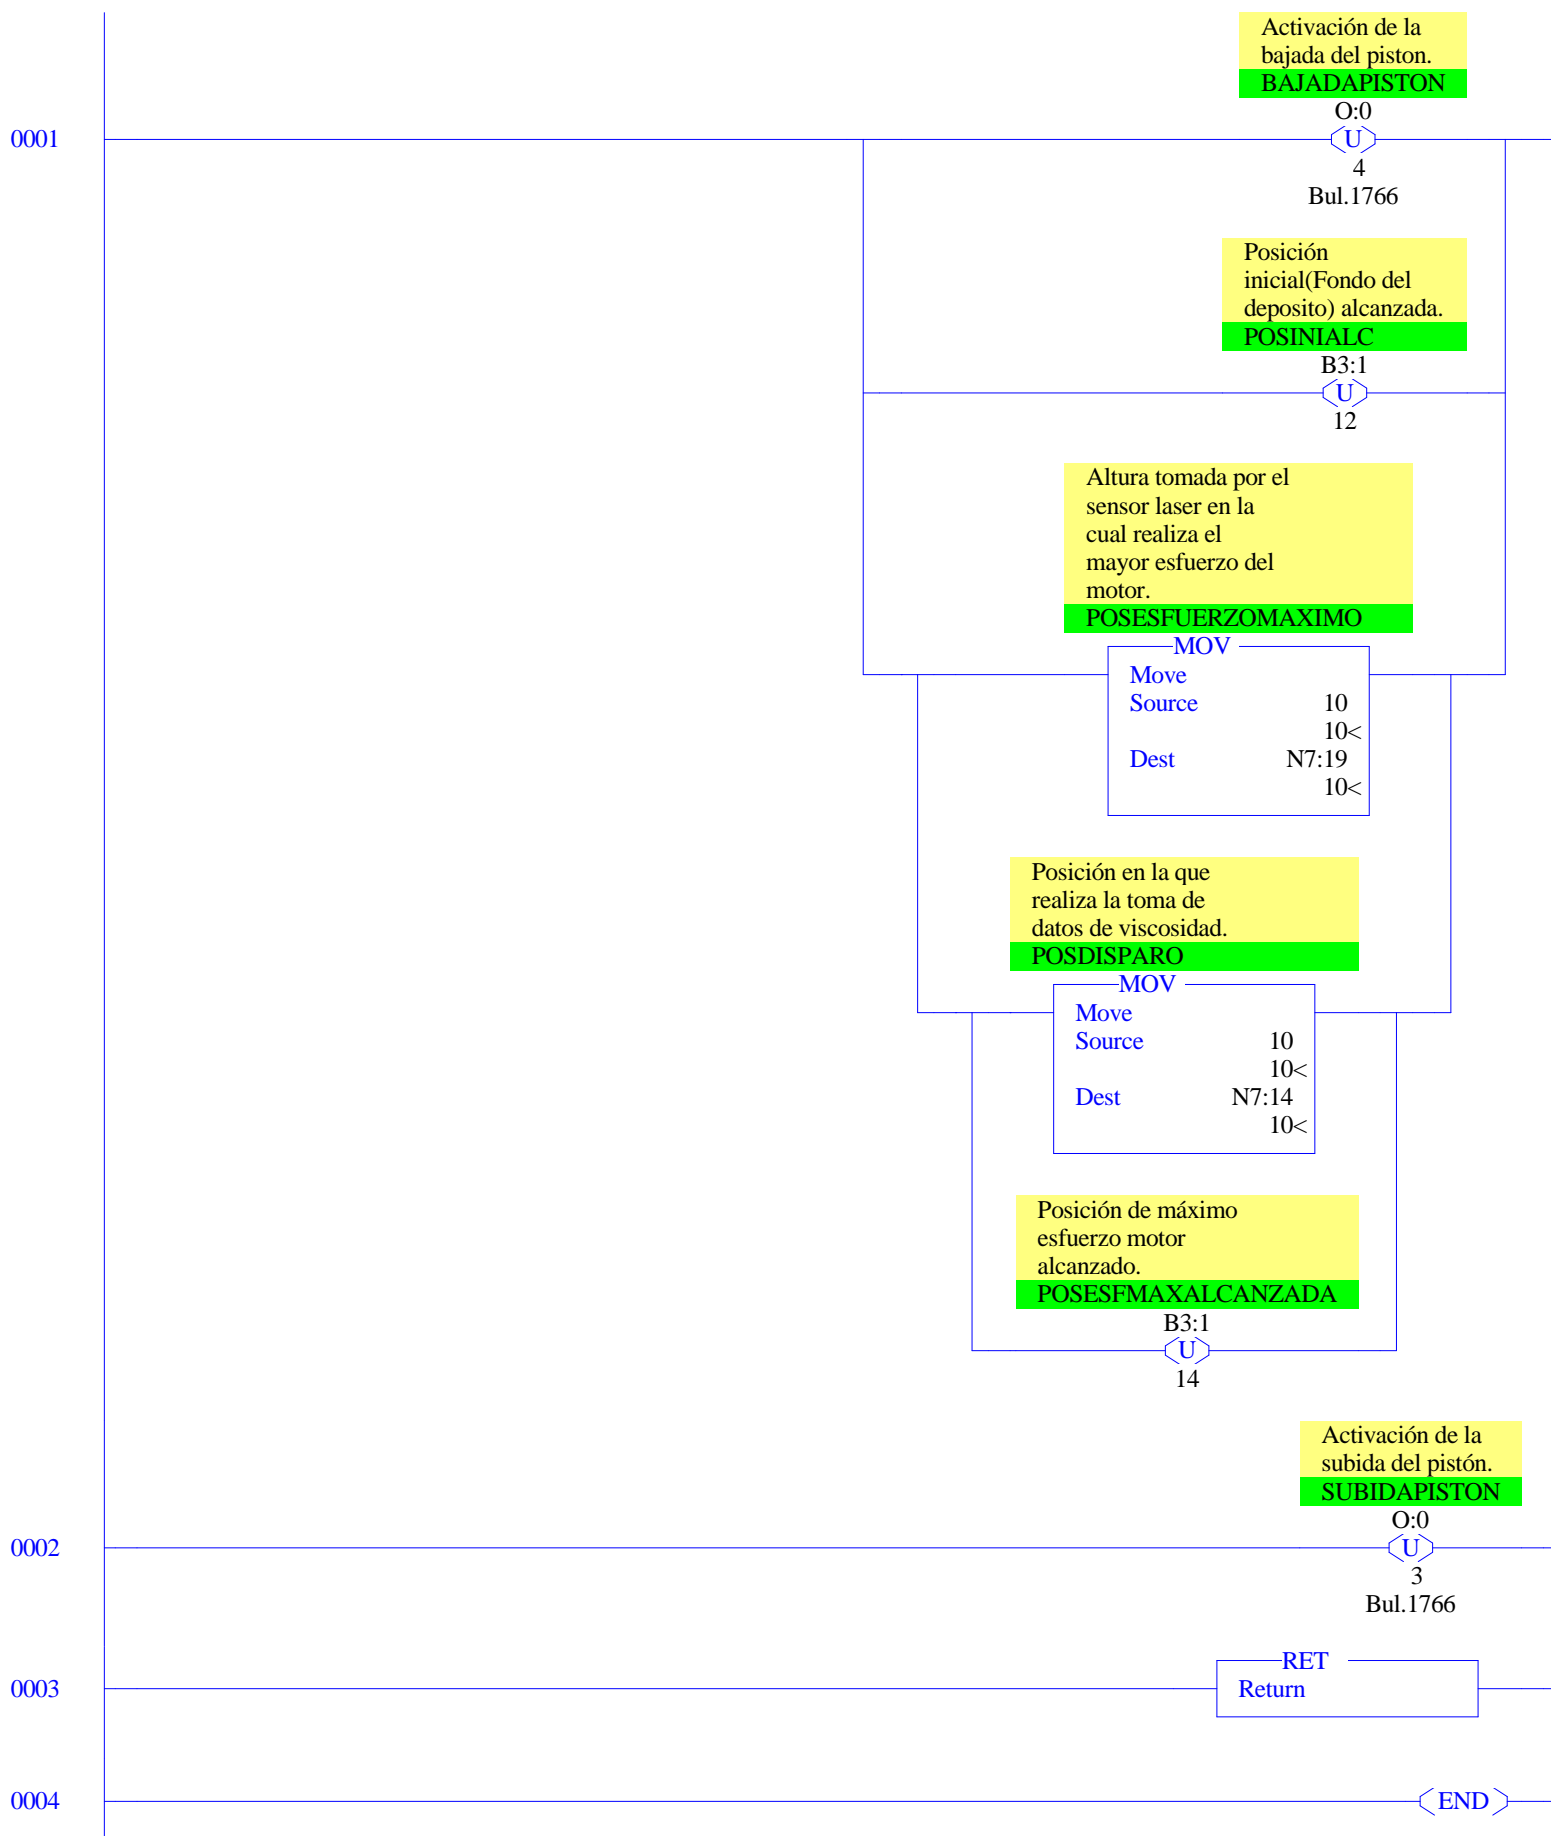 Activación de la
bajada del piston.
BAJADAPISTON
O:0
0001
U
4
Bul.1766
Posición
inicial(Fondo del
deposito) alcanzada.
POSINIALC
B3:1
U
12
Altura tomada por el
sensor laser en la
cual realiza el
mayor esfuerzo del
motor.
POSESFUERZOMAXIMO
MOV
Move
Source 10
10<
Dest N7:19
10<
Posición en la que
realiza la toma de
datos de viscosidad.
POSDISPARO
MOV
Move
Source 10
10<
Dest N7:14
10<
Posición de máximo
esfuerzo motor
alcanzado.
POSESFMAXALCANZADA
B3:1
U
14
Activación de la
subida del pistón.
SUBIDAPISTON
O:0
0002
U
3
Bul.1766
RET
0003
Return
0004
END